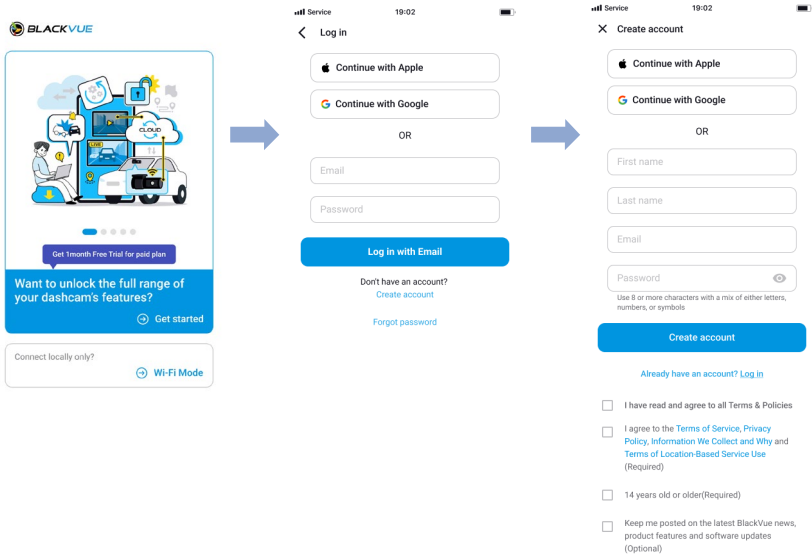 BLACKVUE
CLOUD
LIVE
Get 1month Free Trial for paid plan
Want to unlock the full range of
your dashcam's features?
Get started
Connect locally only?
Wi-Fi Mode
Service 19:02
Log in
Continue with Apple
Continue with Google
OR
Email
Password
Log in with Email
Don't have an account?
Create account
Forgot password
Service 19:02
Create account
Continue with Apple
Continue with Google
OR
First name
Last name
Email
Password
Use 8 or more characters with a mix of either letters,
numbers, or symbols
Create account
Already have an account? Log in
I have read and agree to all Terms & Policies
I agree to the Terms of Service, Privacy
Policy, Information We Collect and Why and
Terms of Location-Based Service Use
(Required)
14 years old or older(Required)
Keep me posted on the latest BlackVue news,
product features and software updates
(Optional)